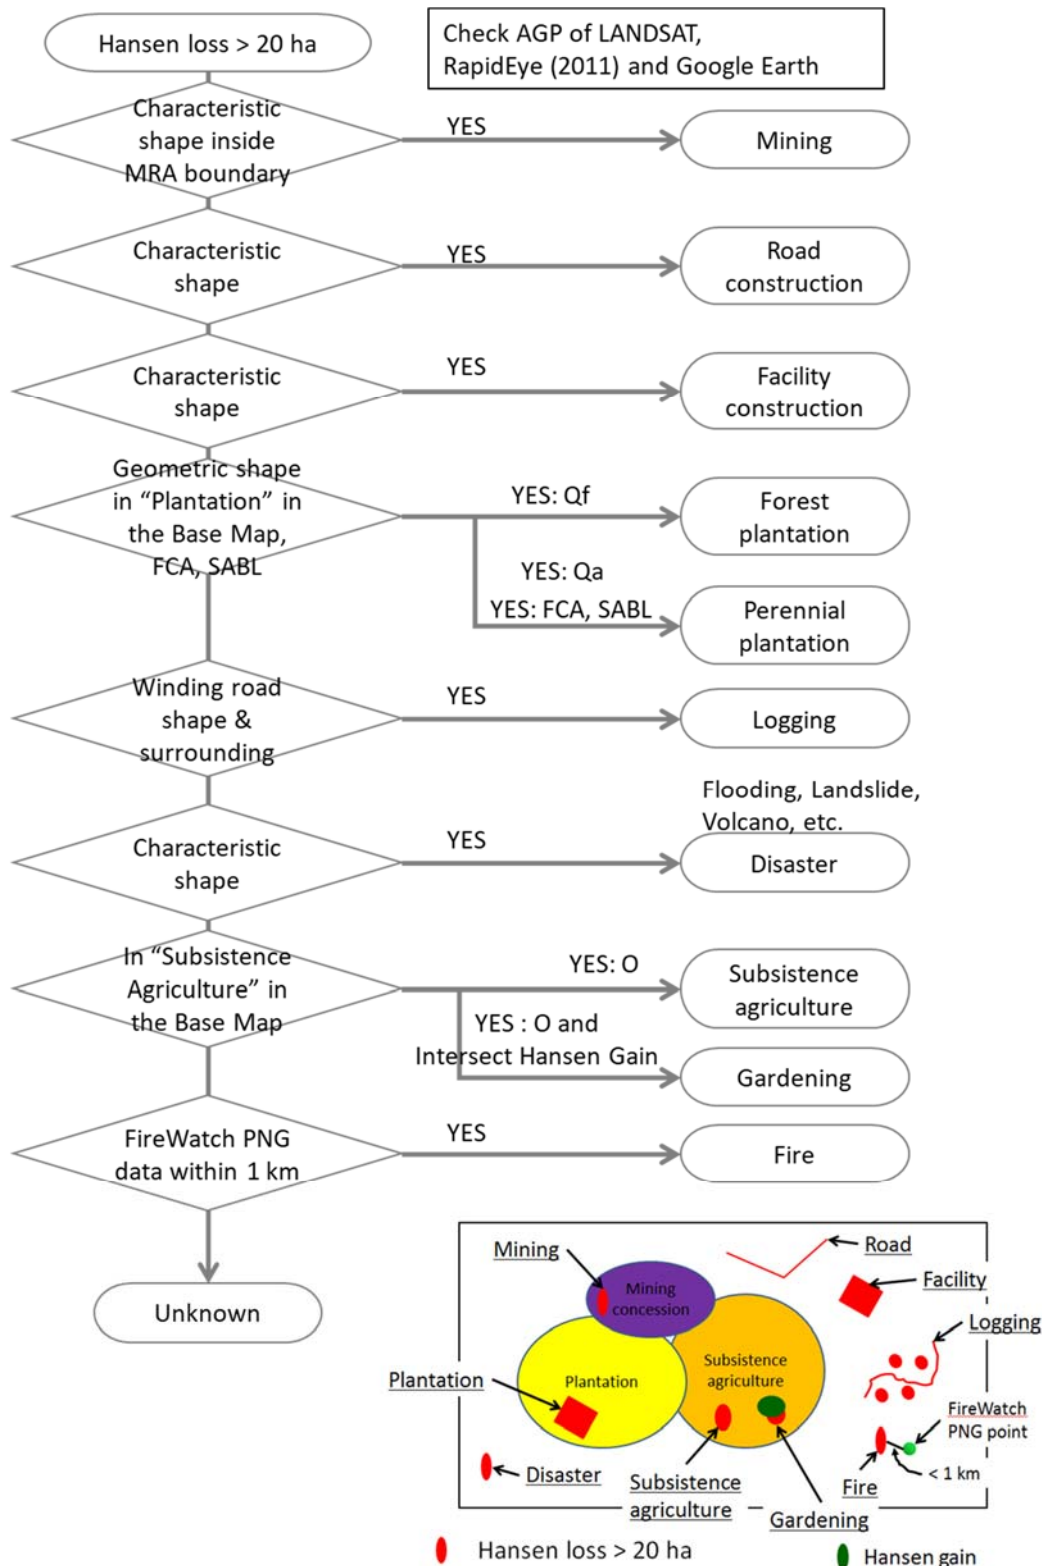 Hansen loss > 20 ha
Check AGP of LANDSAT,
RapidEye (2011) and Google Earth
Characteristic
shape inside
MRA boundary
YES
Mining
Characteristic
shape
YES
Road
construction
Characteristic
shape
YES
Facility
construction
Geometric shape
in “Plantation” in
the Base Map,
FCA, SABL
YES: Qf
Forest
plantation
YES: Qa
YES: FCA, SABL
Perennial
plantation
Winding road
shape &
surrounding
YES
Logging
Flooding, Landslide,
Volcano, etc.
Characteristic
shape
YES
Disaster
In “Subsistence
Agriculture” in
the Base Map
YES: O
Subsistence
agriculture
YES : O and
Intersect Hansen Gain
Gardening
FireWatch PNG
data within 1 km
YES
Fire
Unknown
Mining
Road
Mining
concession
Facility
Logging
Plantation
Plantation
Subsistence
agriculture
FireWatch
PNG point
< 1 km
Disaster
Subsistence
agriculture
Fire
Gardening
Hansen loss > 20 ha
Hansen gain